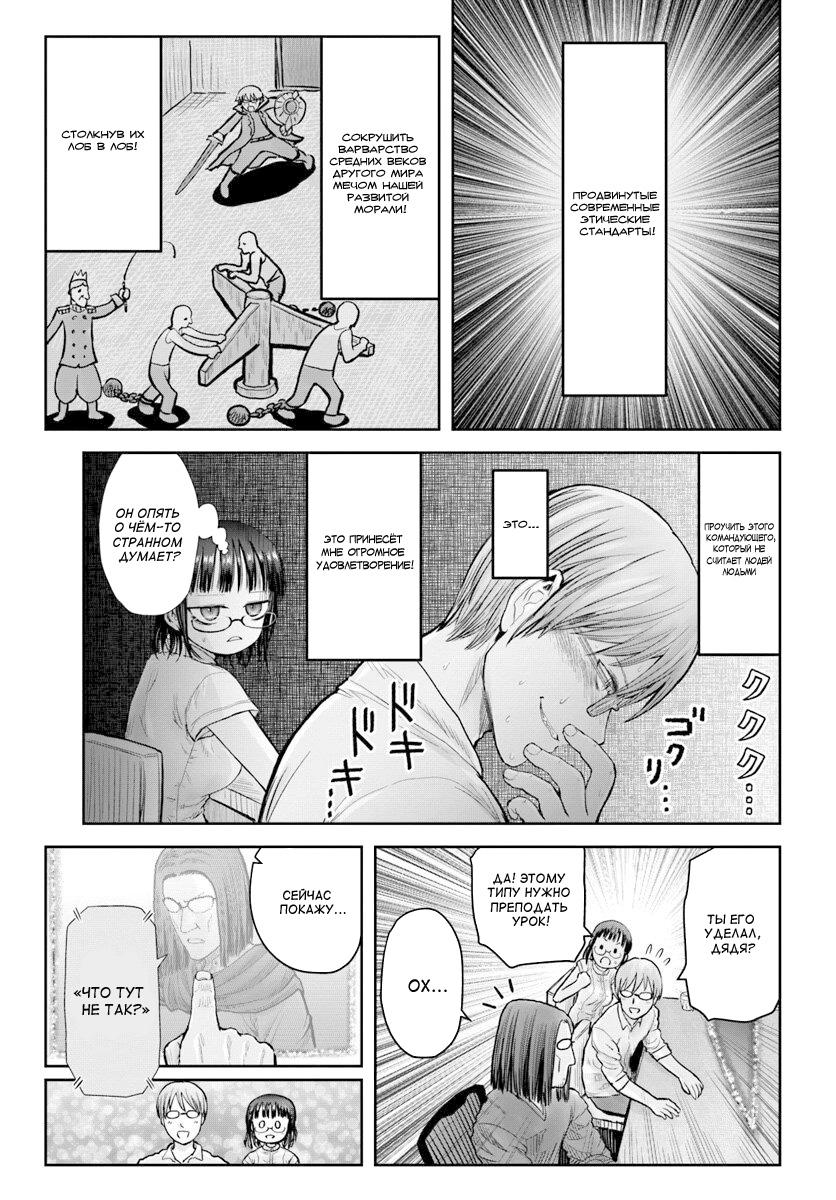 ПРОДВИНУТЫЕ
СОВРЕМЕННЫЕ
ЭТИЧЕСКИЕ
СТАНДАРТЫ!
СОКРУШИТЬ
ВАРВАРСТВО
СРЕДНИХ ВЕКОВ
ДРУГОГО МИРА
МЕЧОМ НАШЕЙ
РАЗВИТОЙ
МОРАЛИ!
СТОЛКНУВ ИХ
ЛОБ В ЛОБ!
ПРОУЧИТЬ ЭТОГО
КОМАНДУЮЩЕГО,
КОТОРЫЙ НЕ
СЧИТАЕТ ЛЮДЕЙ
ЛЮДЬМИ
ЭТО...
ЭТО ПРИНЕСЁТ
МНЕ ОГРОМНОЕ
УДОВЛЕТВОРЕНИЕ!
ОН ОПЯТЬ
О ЧЁМ-ТО
СТРАННОМ
ДУМАЕТ?
ククク...
ゴクリ...
ドキ
ドキ
ТЫ ЕГО
УДЕЛАЛ,
ДЯДЯ?
ДА! ЭТОМУ
ТИПУ НУЖНО
ПРЕПОДАТЬ
УРОК!
ОХ...
СЕЙЧАС
ПОКАЖУ...
«ЧТО ТУТ
НЕ ТАК?»